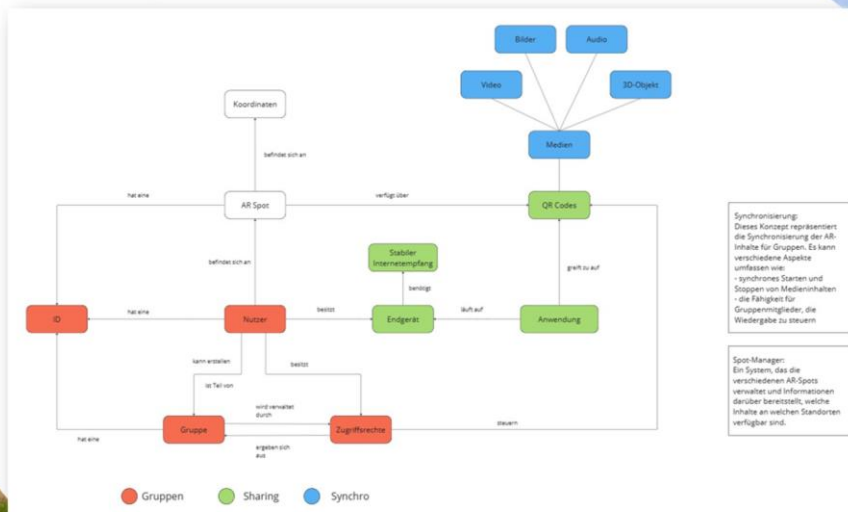 Bilder
Audio
Video
3D-Objekt
Koordinaten
Medien
befindet sich an
hat eine
AR Spot
verfügt über
QR Codes
Synchronisierung:
Dieses Konzept repräsentiert
die Synchronisierung der AR-
Inhalte für Gruppen. Es kann
verschiedene Aspekte
umfassen wie:
- synchrones Starten und
Stoppen von Medieninhalten
- die Fähigkeit für
Gruppenmitglieder, die
Wiedergabe zu steuern
befindet sich an
Stabiler
Internetempfang
greift zu auf
benötigt
ID
hat eine
Nutzer
besitzt
Endgerät
läuft auf
Anwendung
kann erstellen
besitzt
ist Teil von
Spot-Manager:
Ein System, das die
verschiedenen AR-Spots
verwaltet und Informationen
darüber bereitstellt, welche
Inhalte an welchen Standorten
verfügbar sind.
wird verwaltet
durch
Gruppe
Zugriffsrechte
steuern
hat eine
ergeben sich
aus
Gruppen
Sharing
Synchro